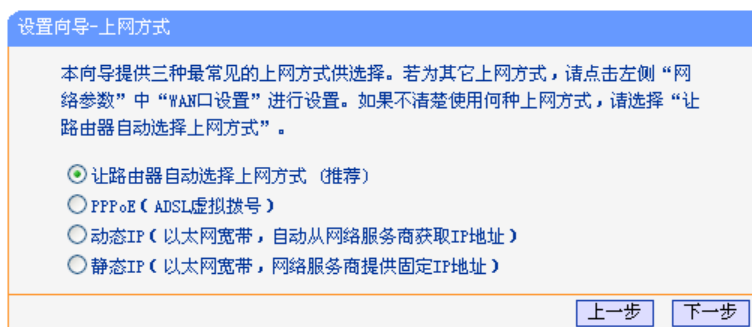 设置向导-上网方式
本向导提供三种最常见的上网方式供选择。若为其它上网方式，请点击左侧“网
络参数”中“WAN口设置”进行设置。如果不清楚使用何种上网方式，请选择“让
路由器自动选择上网方式”。
让路由器自动选择上网方式（推荐）
PPPoE（ADSL虚拟拨号）
动态IP（以太网宽带，自动从网络服务商获取IP地址）
静态IP（以太网宽带，网络服务商提供固定IP地址）
上一步 下一步